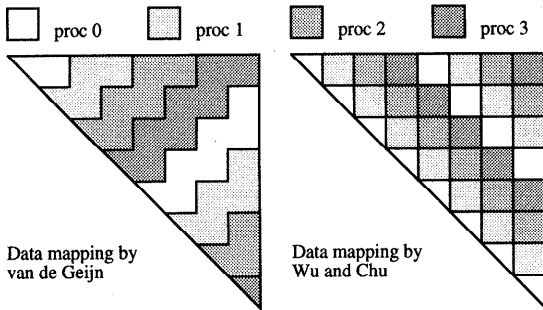 proc 0
proc 1
proc 2
proc 3
Data mapping by
van de Geijn
Data mapping by
Wu and Chu